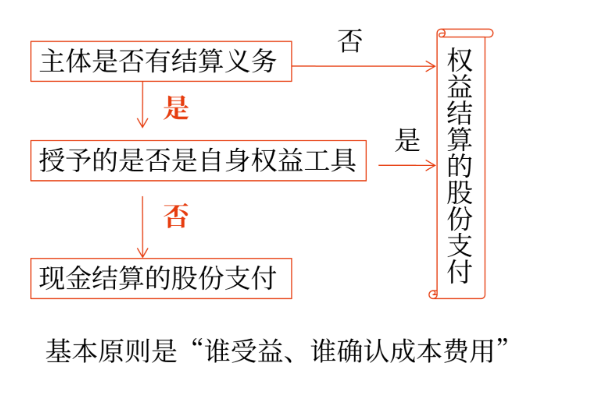 否
主体是否有结算义务
是
授予的是否是自身权益工具
是
否
现金结算的股份支付
权益结算的股份支付
基本原则是“谁受益、谁确认成本费用”